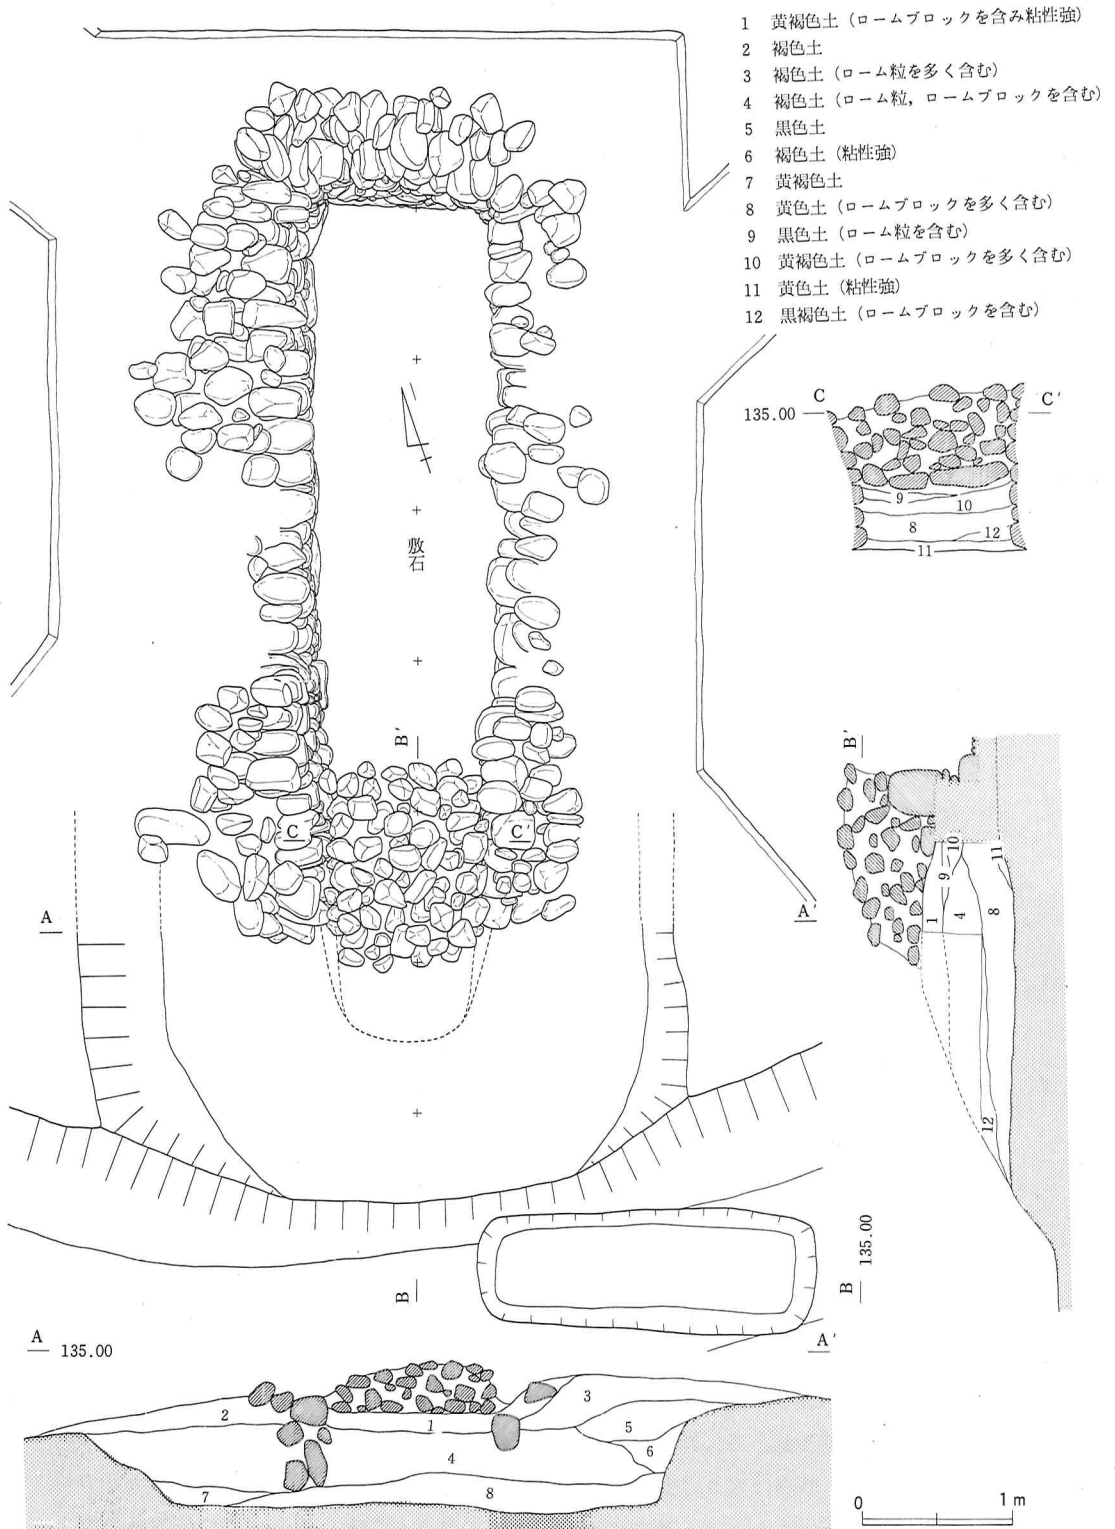 1 黄褐色土（ロームブロックを含み粘性強）
2 褐色土
3 褐色土（ローム粒を多く含む）
4 褐色土（ローム粒，ロームブロックを含む）
5 黒色土
6 褐色土（粘性強）
7 黄褐色土
8 黄色土（ロームブロックを多く含む）
9 黒色土（ローム粒を含む）
10 黄褐色土（ロームブロックを多く含む）
11 黄色土（粘性強）
12 黒褐色土（ロームブロックを含む）
C C'
135.00
9
10
8
12
11
敷石
B'
C C'
B'
10
11
9
1
4
8
12
A A
B
B
135.00
A 135.00
A'
2
1
3
5
4
6
7
8
0 1 m